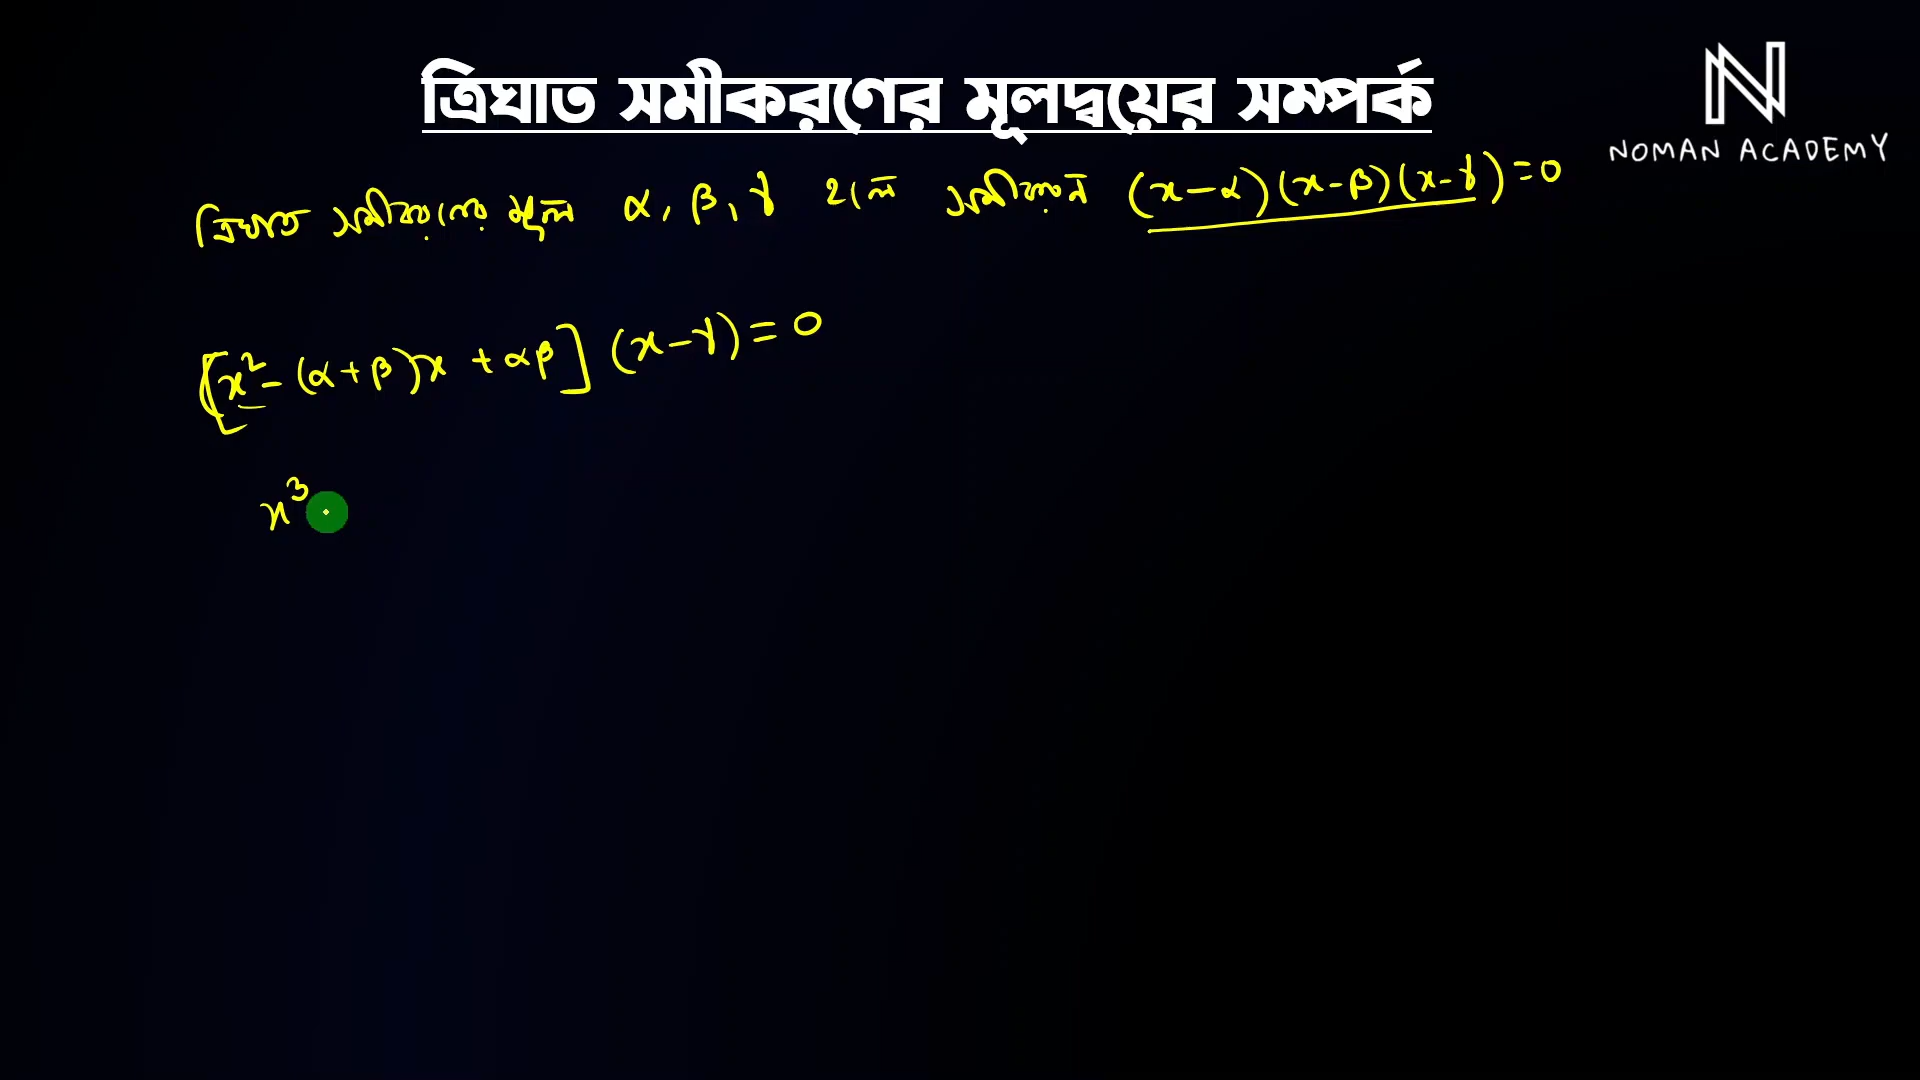 ত্রিঘাত সমীকরণের মূলদ্বয়ের সম্পর্ক
NOMAN ACADEMY
ত্রিঘাত সমীকরণের মূল α, β, γ হলে সমীকরণ (x-α)(x-β)(x-γ)=0
[x²-(α+β)x+αβ](x-γ)=0
x³